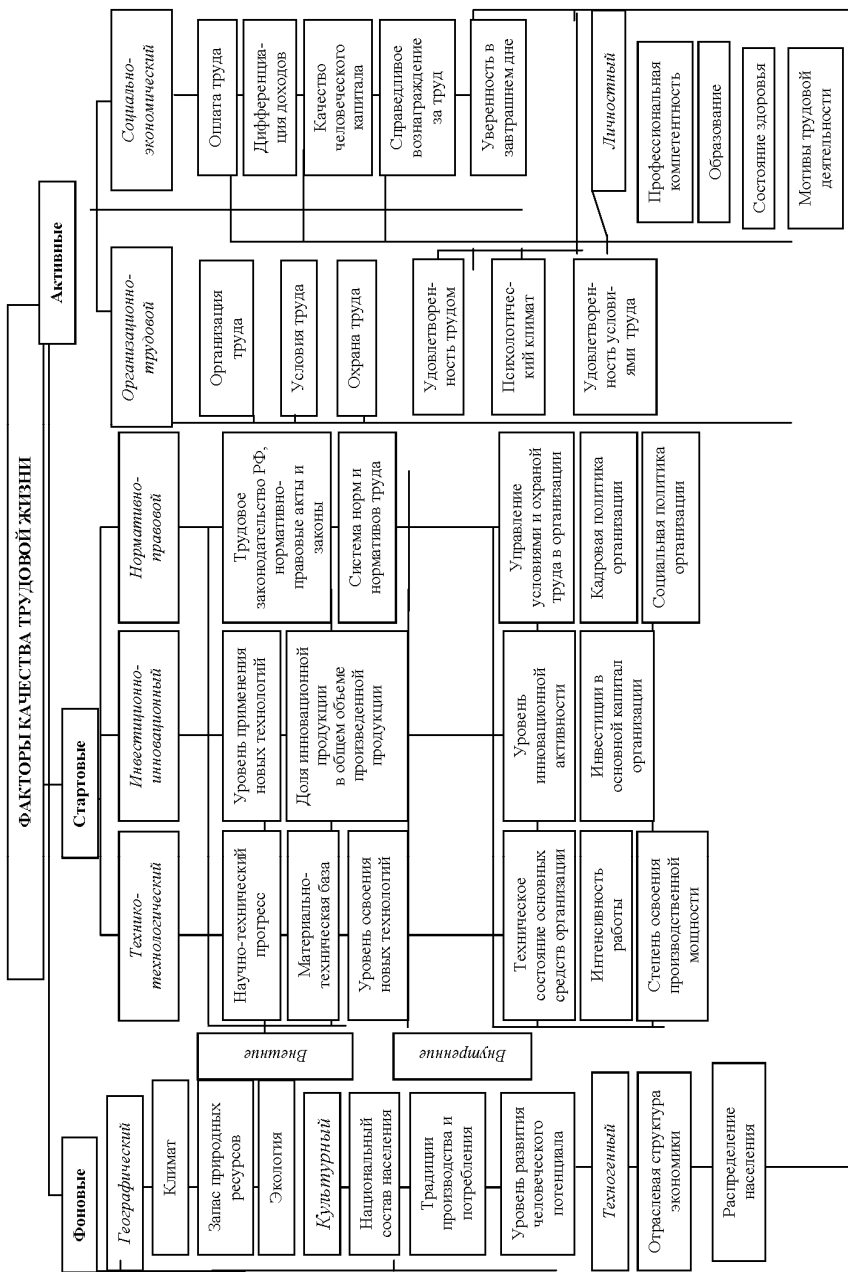 ФАКТОРЫ КАЧЕСТВА ТРУДОВОЙ ЖИЗНИ
Фоновые
Стартовые
Активные
Географический
Климат
Запас природных
ресурсов
Экология
Культурный
Национальный
состав населения
Традиции
производства и
потребления
Уровень развития
человеческого
потенциала
Техногенный
Отраслевая структура
экономики
Распределение
населения
Внешние
Внутренние
Технико-
технологический
Научно-технический
прогресс
Материально-
техническая база
Уровень освоения
новых технологий
Техническое
состояние основных
средств организации
Интенсивность
работы
Степень освоения
производственной
мощности
Инвестиционно-
инновационный
Уровень применения
новых технологий
Доля инновационной
продукции
в общем объеме
произведенной
продукции
Уровень
инновационной
активности
Инвестиции в
основной капитал
организации
Нормативно-
правовой
Трудовое
законодательство РФ,
нормативно-
правовые акты и
законы
Система норм и
нормативов труда
Управление
условиями и охраной
труда в организации
Кадровая политика
организации
Социальная политика
организации
Организационно-
трудовой
Организация
труда
Условия труда
Охрана труда
Удовлетворен-
ность трудом
Психологичес-
кий климат
Удовлетворен-
ность услови-
ями труда
Социально-
экономический
Оплата труда
Дифференциа-
ция доходов
Качество
человеческого
капитала
Справедливое
вознаграждение
за труд
Уверенность в
завтрашнем дне
Личностный
Профессиональная
компетентность
Образование
Состояние здоровья
Мотивы трудовой
деятельности